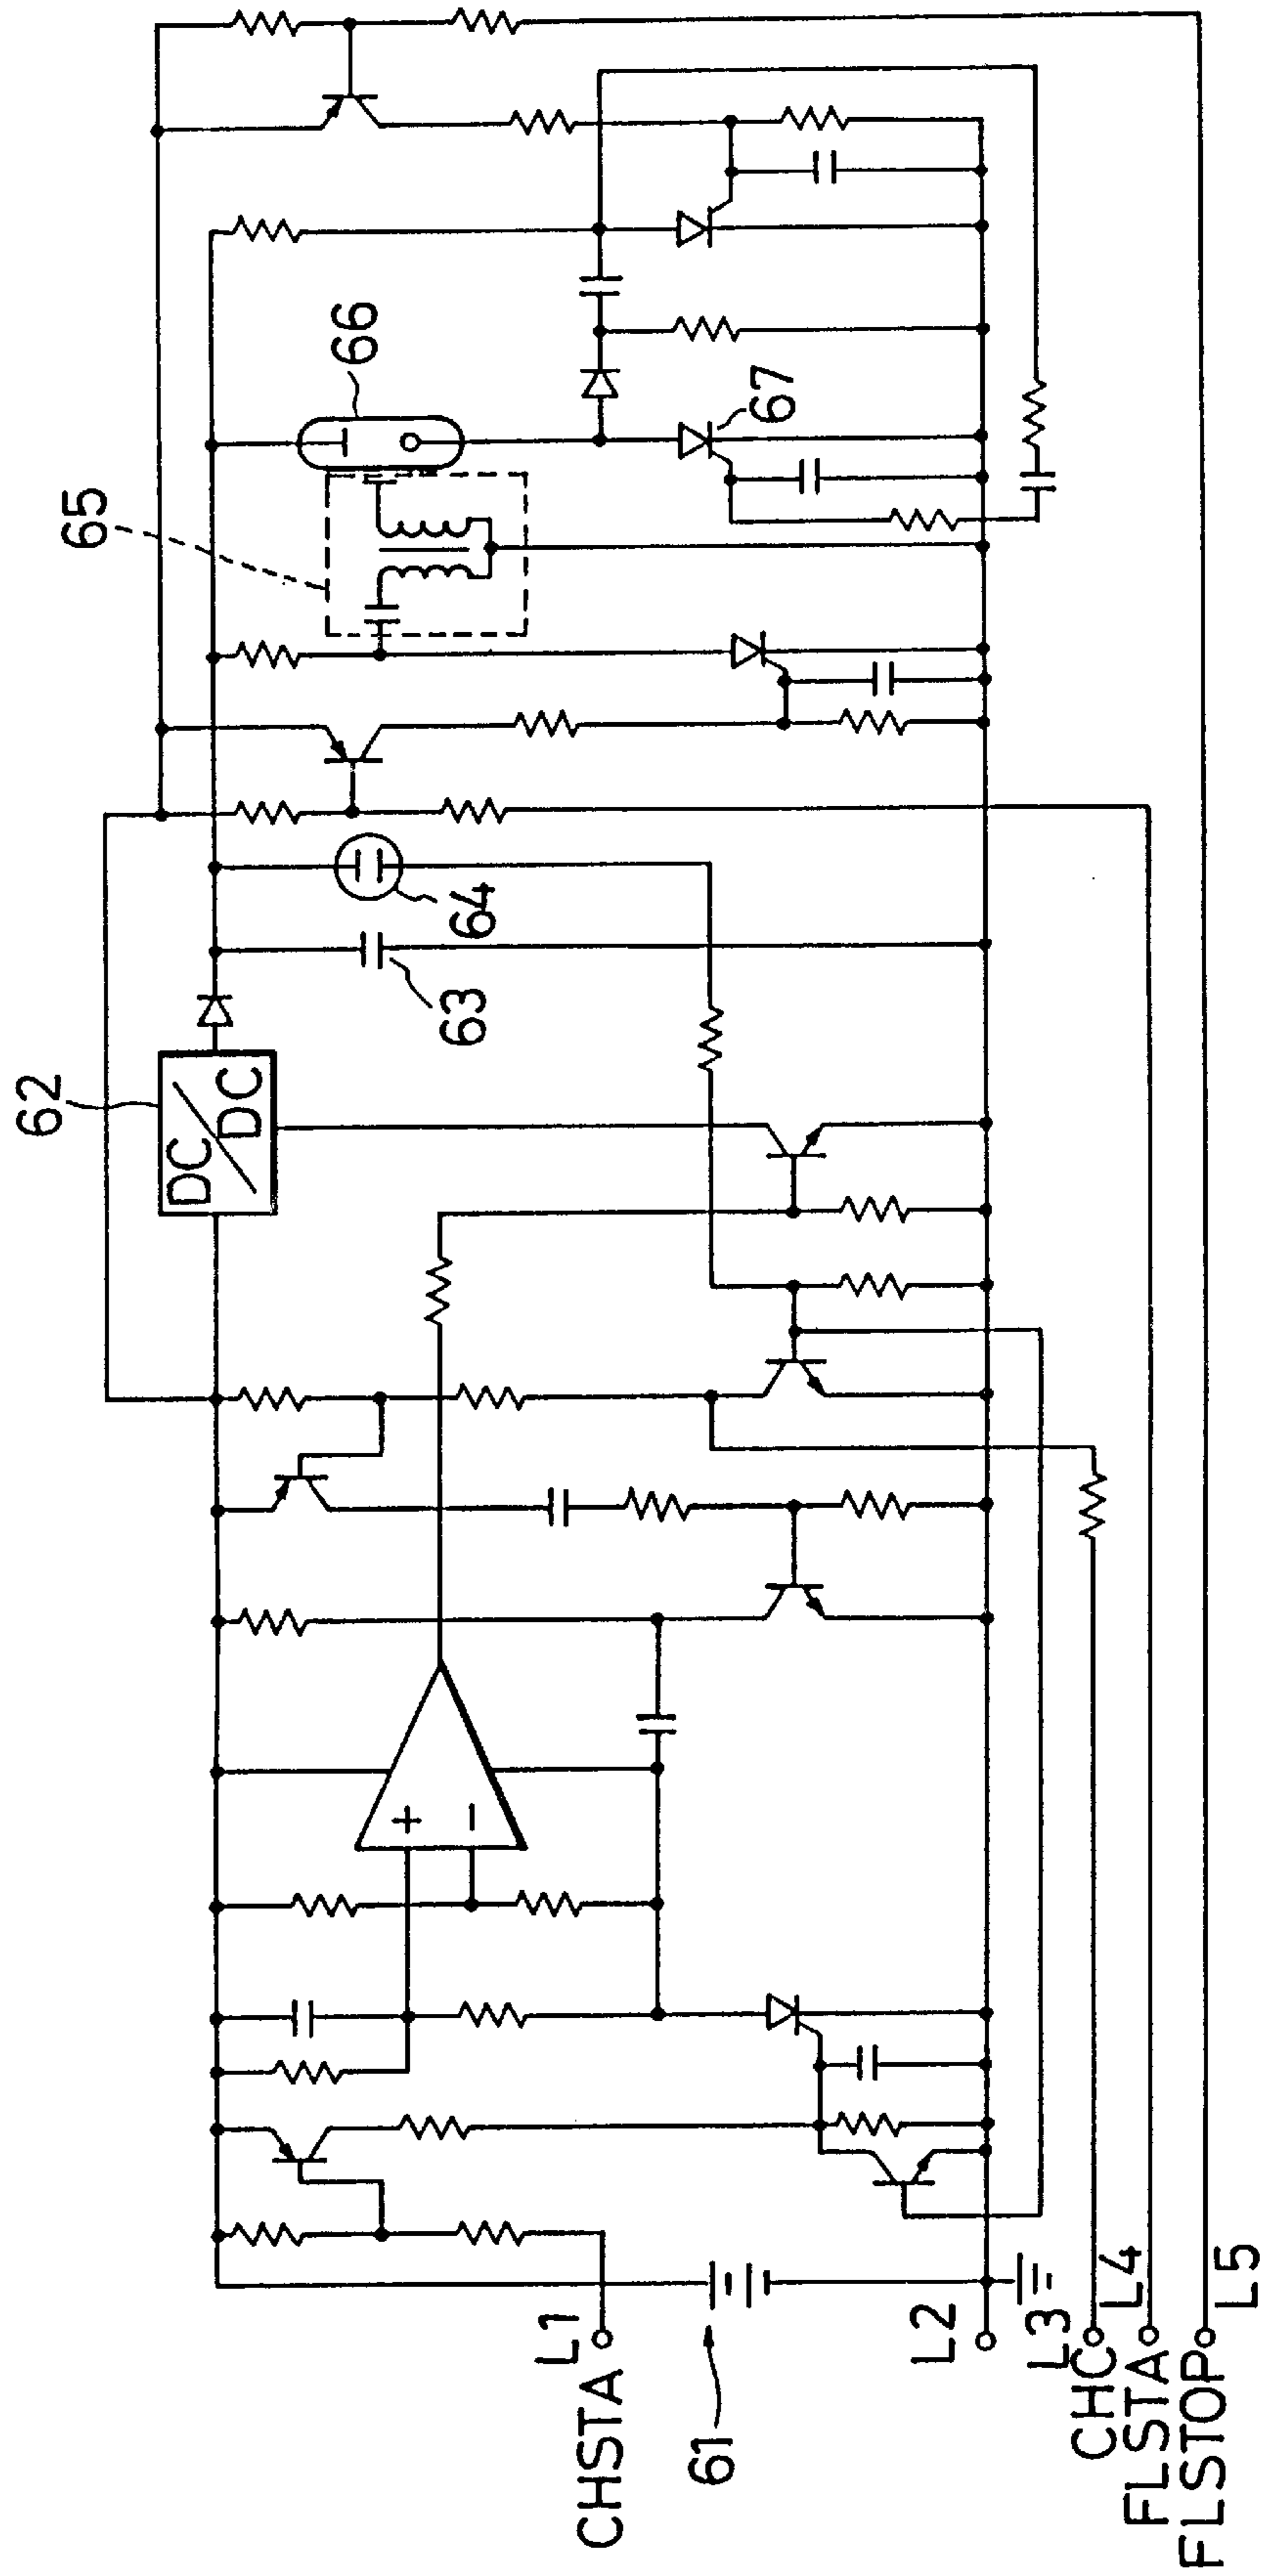 62
DC
DC
65
66
67
64
63
L1
CHSTA
61
L2
L3
CHC
L4
FLSTA
L5
FLSTOP
+
−